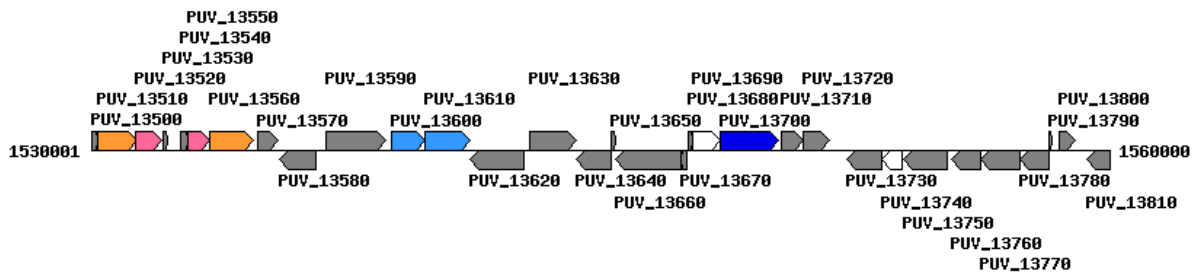 PUV_13550
PUV_13540
PUV_13530
PUV_13520 PUV_13590 PUV_13630 PUV_13690 PUV_13720
PUV_13510 PUV_13560 PUV_13610 PUV_13680 PUV_13710 PUV_13800
PUV_13500 PUV_13570 PUV_13600 PUV_13650 PUV_13700 PUV_13790
1530001 1560000
PUV_13580 PUV_13620 PUV_13640 PUV_13670 PUV_13730 PUV_13780
PUV_13660 PUV_13740 PUV_13810
PUV_13750
PUV_13760
PUV_13770